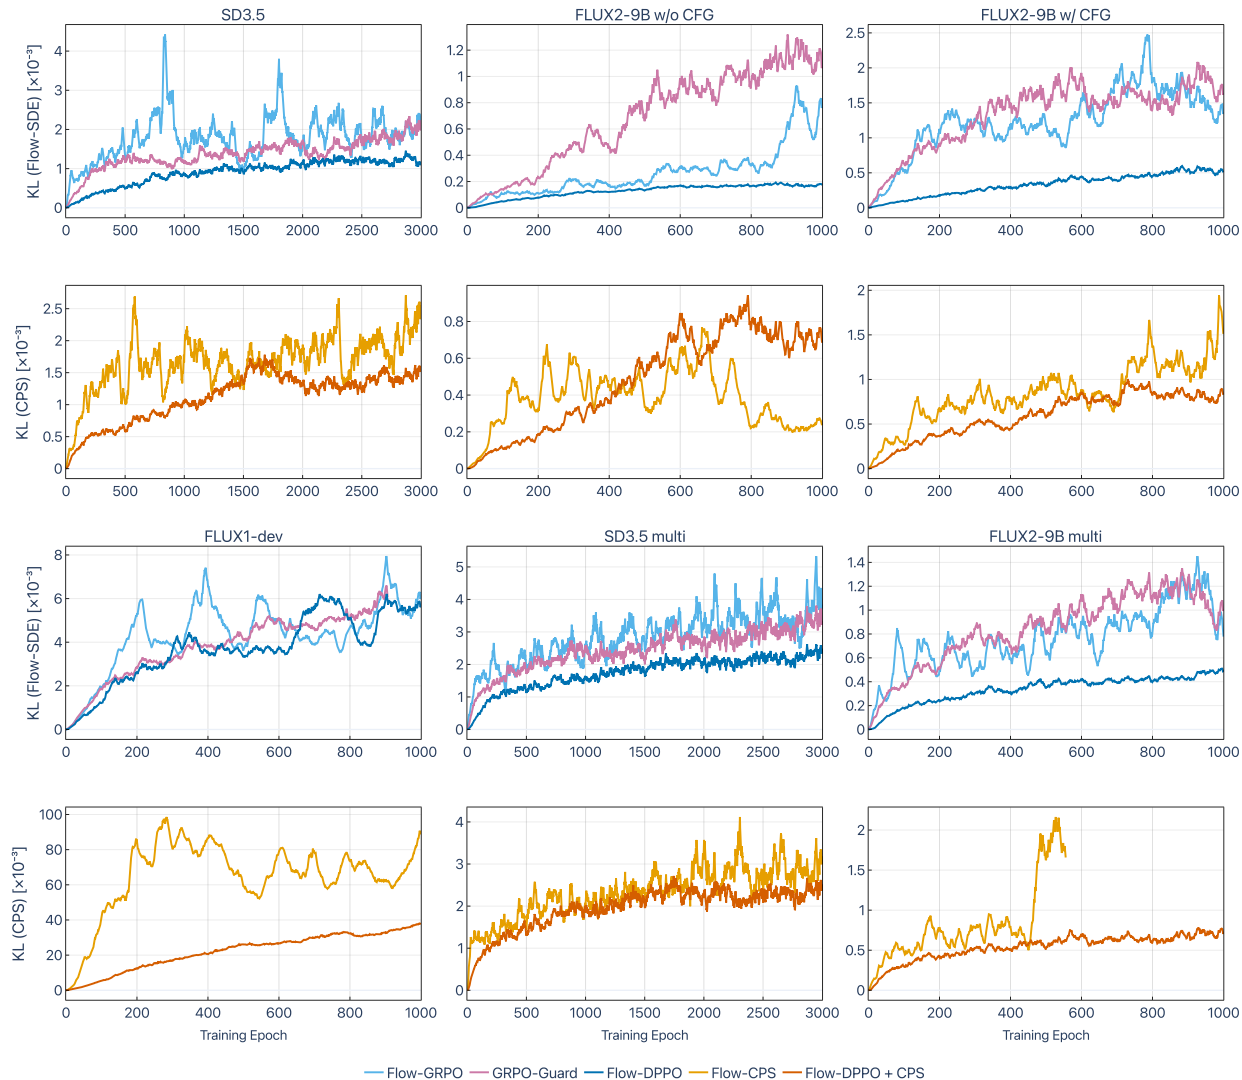 SD3.5
FLUX2-9B w/o CFG
FLUX2-9B w/ CFG
KL (Flow-SDE) [×10⁻³]
4
3
2
1
0
0 500 1000 1500 2000 2500 3000
1.2
1
0.8
0.6
0.4
0.2
0
0 200 400 600 800 1000
2.5
2
1.5
1
0.5
0
0 200 400 600 800 1000
KL (CPS) [×10⁻³]
2.5
2
1.5
1
0.5
0
0 500 1000 1500 2000 2500 3000
0.8
0.6
0.4
0.2
0
0 200 400 600 800 1000
2
1.5
1
0.5
0
0 200 400 600 800 1000
FLUX1-dev
SD3.5 multi
FLUX2-9B multi
KL (Flow-SDE) [×10⁻³]
8
6
4
2
0
0 200 400 600 800 1000
5
4
3
2
1
0
0 500 1000 1500 2000 2500 3000
1.4
1.2
1
0.8
0.6
0.4
0.2
0
0 200 400 600 800 1000
KL (CPS) [×10⁻³]
100
80
60
40
20
0
0 200 400 600 800 1000
Training Epoch
4
3
2
1
0
0 500 1000 1500 2000 2500 3000
Training Epoch
2
1.5
1
0.5
0
0 200 400 600 800 1000
Training Epoch
Flow-GRPO GRPO-Guard Flow-DPPO Flow-CPS Flow-DPPO + CPS